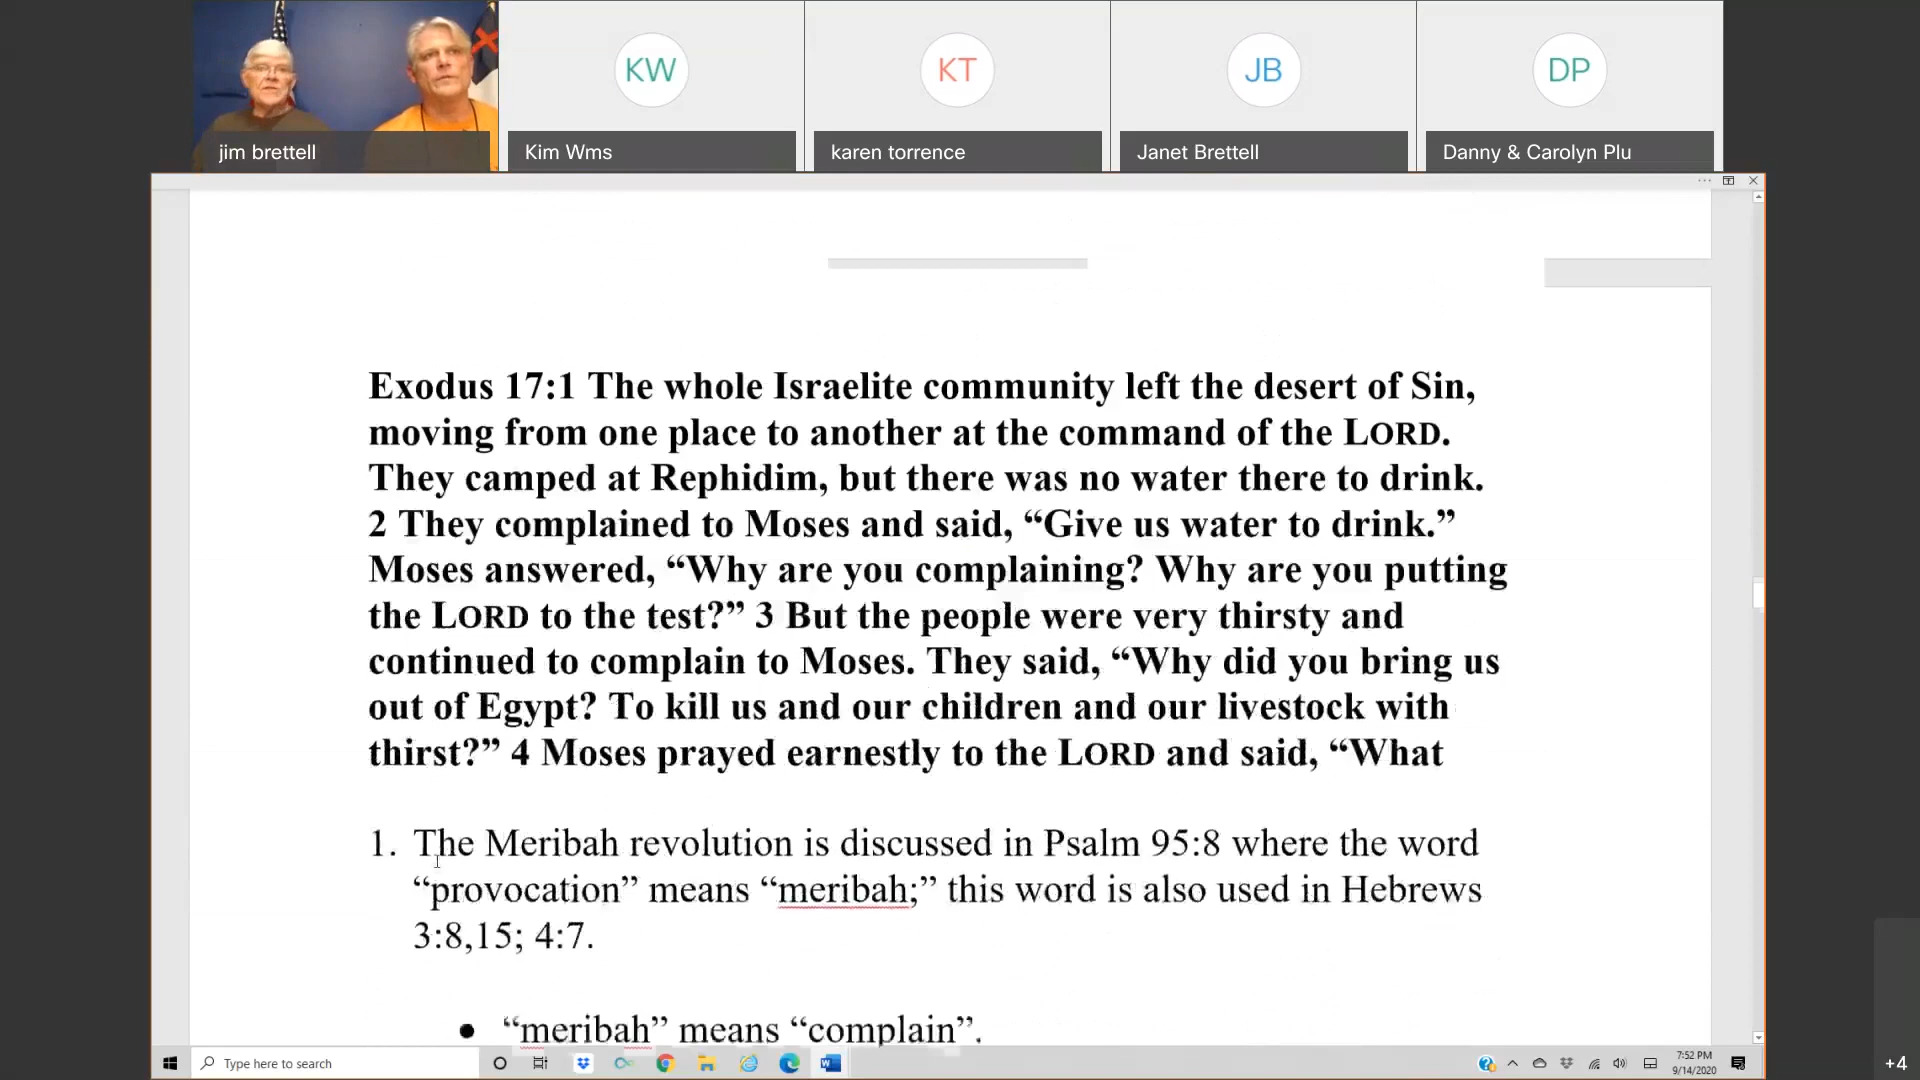 KW
KT
JB
DP
jim brettell
Kim Wms
karen torrence
Janet Brettell
Danny & Carolyn Plu
Exodus 17:1 The whole Israelite community left the desert of Sin,
moving from one place to another at the command of the LORD.
They camped at Rephidim, but there was no water there to drink.
2 They complained to Moses and said, “Give us water to drink.”
Moses answered, “Why are you complaining? Why are you putting
the LORD to the test?” 3 But the people were very thirsty and
continued to complain to Moses. They said, “Why did you bring us
out of Egypt? To kill us and our children and our livestock with
thirst?” 4 Moses prayed earnestly to the LORD and said, “What
1. The Meribah revolution is discussed in Psalm 95:8 where the word
“provocation” means “meribah;” this word is also used in Hebrews
3:8,15; 4:7.
● “meribah” means “complain”.
Type here to search
7:52 PM
9/14/2020
+4